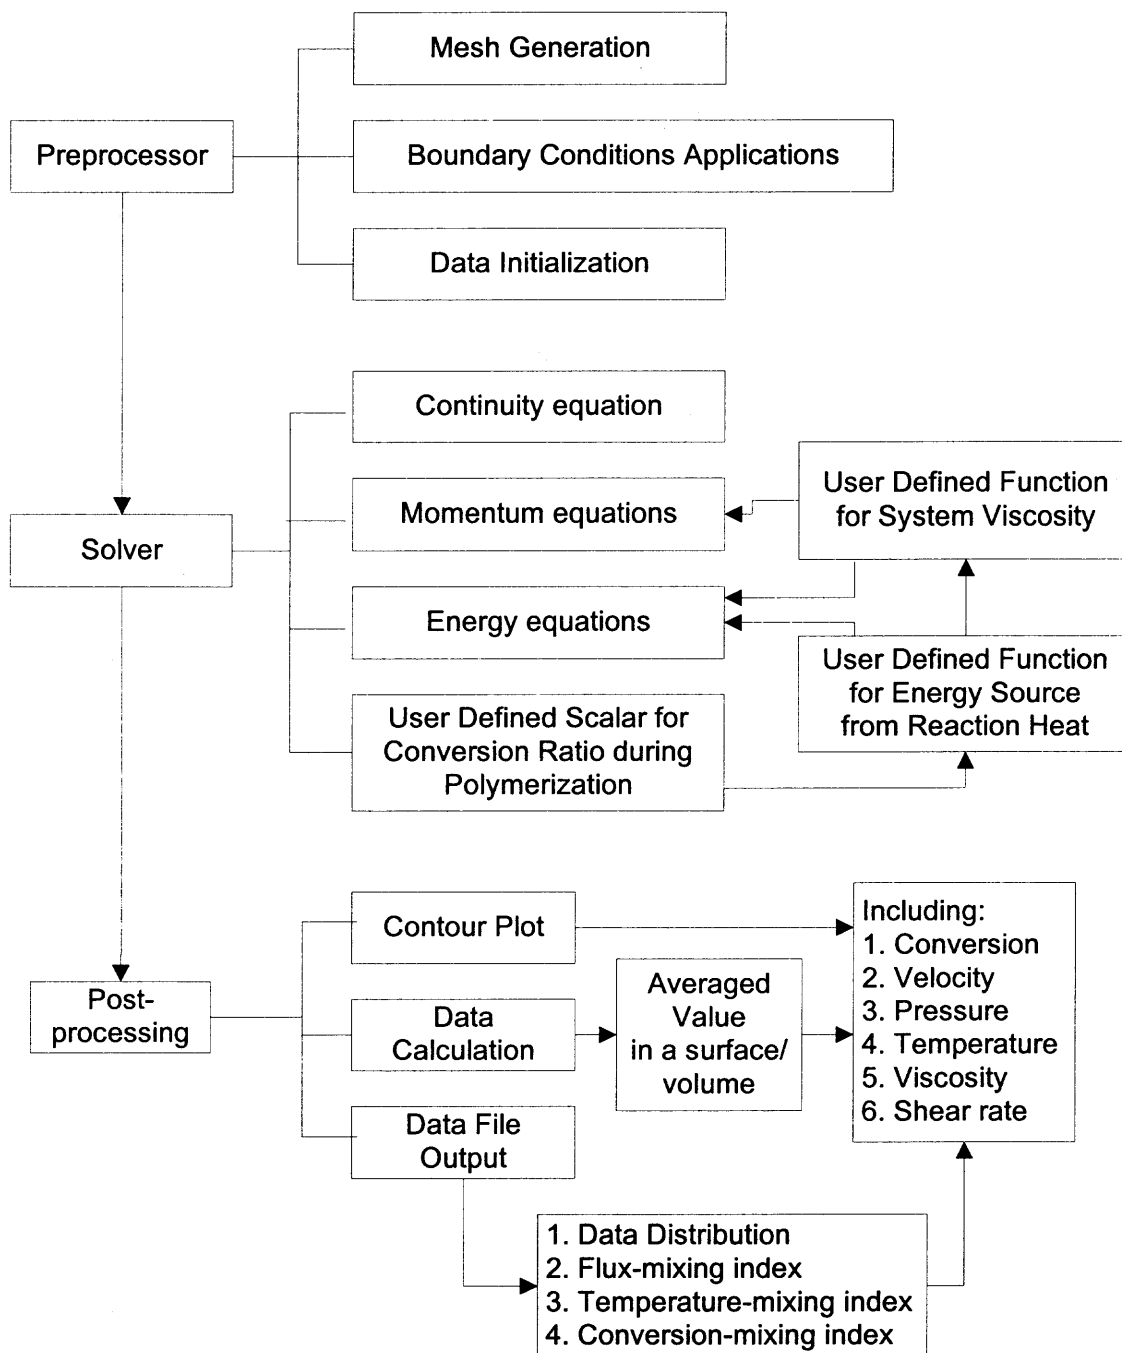 Mesh Generation
Preprocessor
Boundary Conditions Applications
Data Initialization
Continuity equation
Momentum equations
User Defined Function
for System Viscosity
Solver
Energy equations
User Defined Function
for Energy Source
from Reaction Heat
User Defined Scalar for
Conversion Ratio during
Polymerization
Contour Plot
Including:
1. Conversion
2. Velocity
3. Pressure
4. Temperature
5. Viscosity
6. Shear rate
Post-
processing
Data
Calculation
Averaged
Value
in a surface/
volume
Data File
Output
1. Data Distribution
2. Flux-mixing index
3. Temperature-mixing index
4. Conversion-mixing index